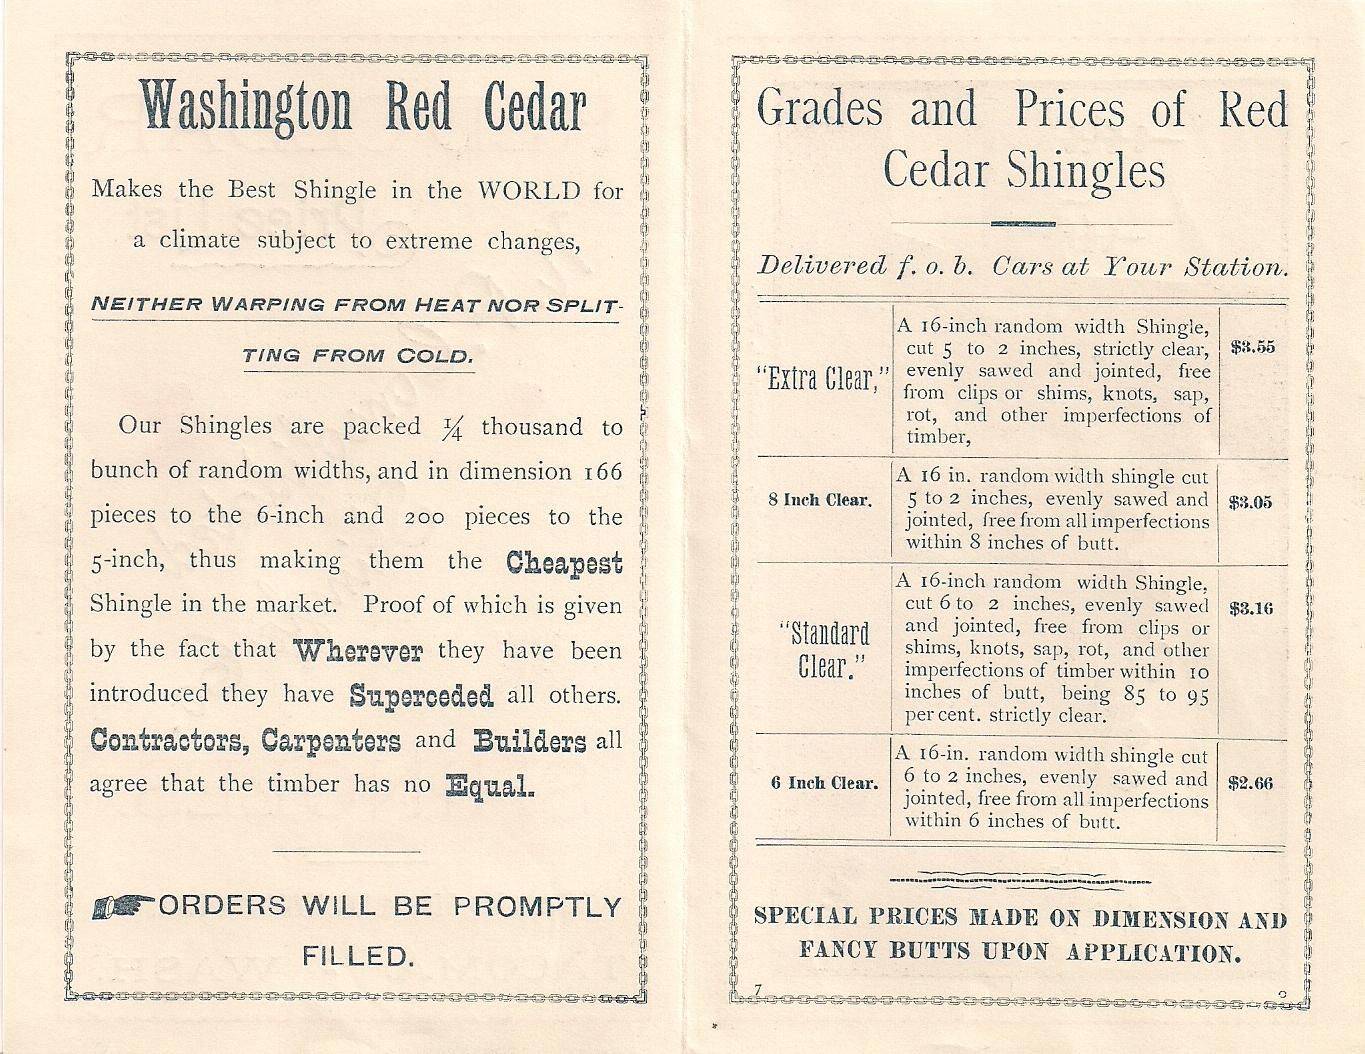 Washington Red Cedar
Makes the Best Shingle in the WORLD for
a climate subject to extreme changes,
NEITHER WARPING FROM HEAT NOR SPLIT-
TING FROM COLD.
Our Shingles are packed ¼ thousand to
bunch of random widths, and in dimension 166
pieces to the 6-inch and 200 pieces to the
5-inch, thus making them the Cheapest
Shingle in the market. Proof of which is given
by the fact that Wherever they have been
introduced they have Superceded all others.
Contractors, Carpenters and Builders all
agree that the timber has no Equal.
ORDERS WILL BE PROMPTLY
FILLED.
Grades and Prices of Red
Cedar Shingles
Delivered f. o. b. Cars at Your Station.
"Extra Clear,"
A 16-inch random width Shingle,
cut 5 to 2 inches, strictly clear,
evenly sawed and jointed, free
from clips or shims, knots, sap,
rot, and other imperfections of
timber,
$3.55
8 Inch Clear.
A 16 in. random width shingle cut
5 to 2 inches, evenly sawed and
jointed, free from all imperfections
within 8 inches of butt.
$3.05
"Standard
Clear."
A 16-inch random width Shingle,
cut 6 to 2 inches, evenly sawed
and jointed, free from clips or
shims, knots, sap, rot, and other
imperfections of timber within 10
inches of butt, being 85 to 95
per cent. strictly clear.
$3.16
6 Inch Clear.
A 16-in. random width shingle cut
6 to 2 inches, evenly sawed and
jointed, free from all imperfections
within 6 inches of butt.
$2.66
SPECIAL PRICES MADE ON DIMENSION AND
FANCY BUTTS UPON APPLICATION.
7